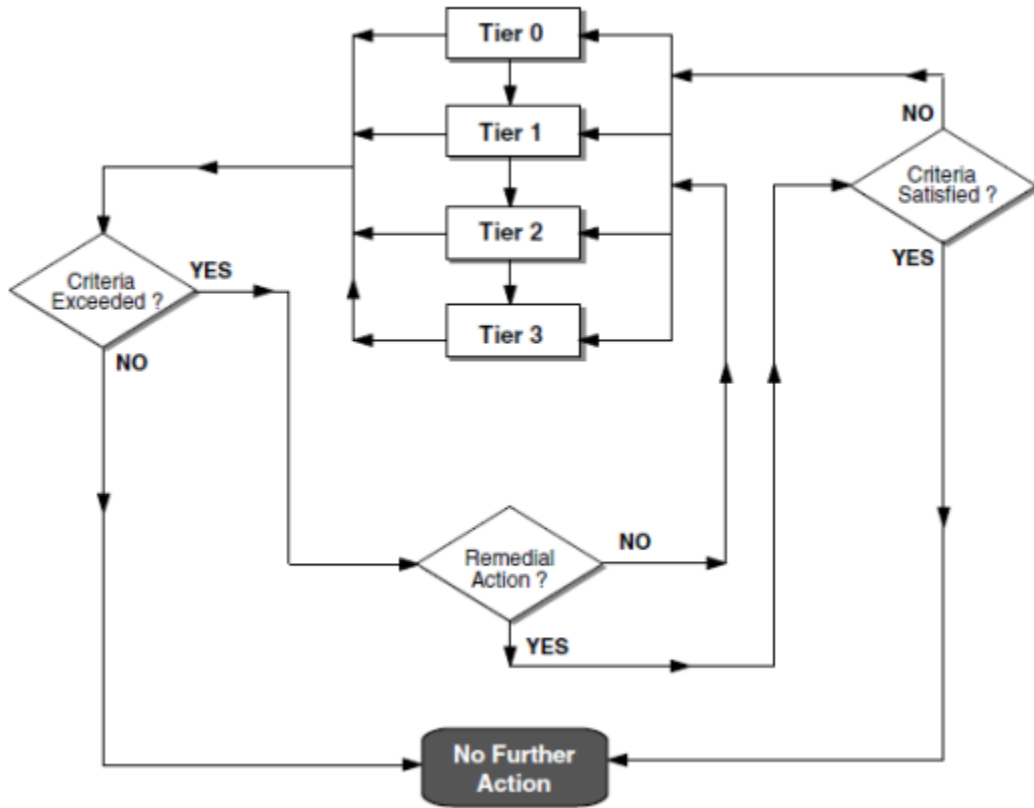 Tier 0
Tier 1
NO
Criteria
Satisfied ?
Tier 2
YES
YES
Criteria
Exceeded ?
Tier 3
NO
Remedial
Action ?
NO
YES
No Further
Action